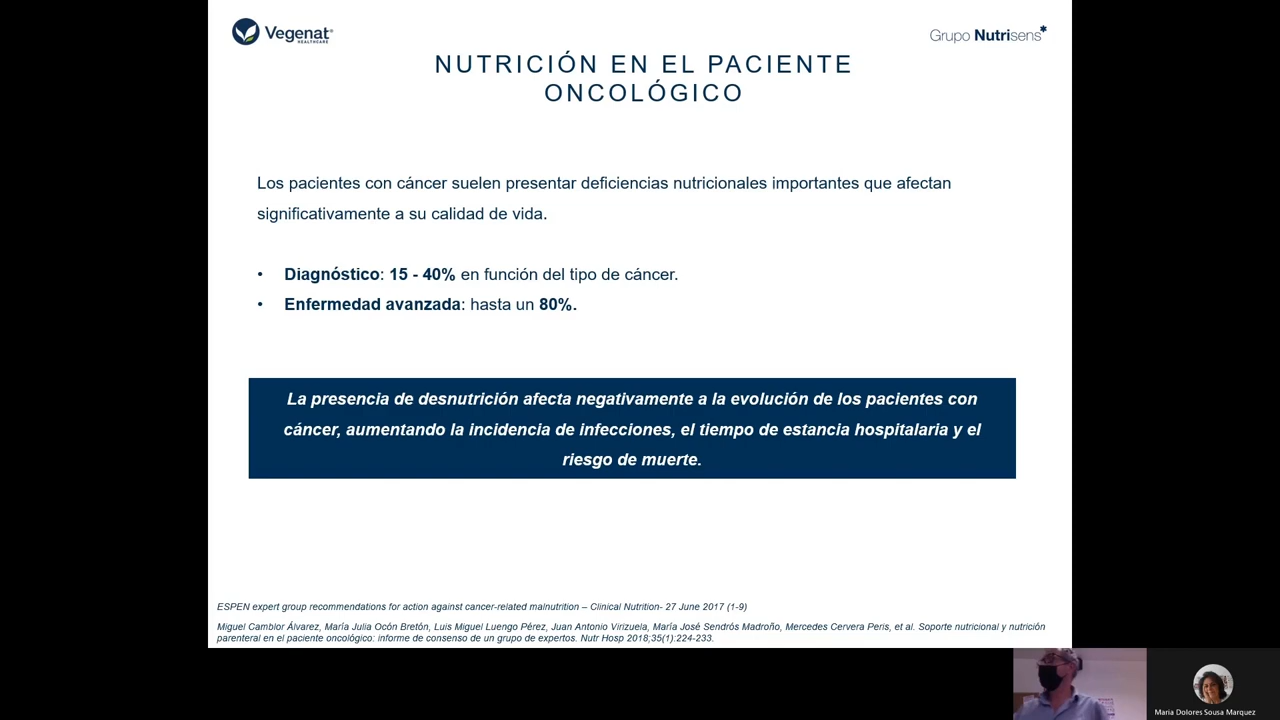 Vegenat®
HEALTHCARE
Grupo Nutrisens*
NUTRICIÓN EN EL PACIENTE
ONCOLÓGICO
Los pacientes con cáncer suelen presentar deficiencias nutricionales importantes que afectan
significativamente a su calidad de vida.
• Diagnóstico: 15 - 40% en función del tipo de cáncer.
• Enfermedad avanzada: hasta un 80%.
La presencia de desnutrición afecta negativamente a la evolución de los pacientes con
cáncer, aumentando la incidencia de infecciones, el tiempo de estancia hospitalaria y el
riesgo de muerte.
ESPEN expert group recommendations for action against cancer-related malnutrition – Clinical Nutrition- 27 June 2017 (1-9)
Miguel Camblor Álvarez, María Julia Ocón Bretón, Luis Miguel Luengo Pérez, Juan Antonio Virizuela, María José Sendrós Madroño, Mercedes Cervera Peris, et al. Soporte nutricional y nutrición
parenteral en el paciente oncológico: informe de consenso de un grupo de expertos. Nutr Hosp 2018;35(1):224-233.
Maria Dolores Sousa Marquez